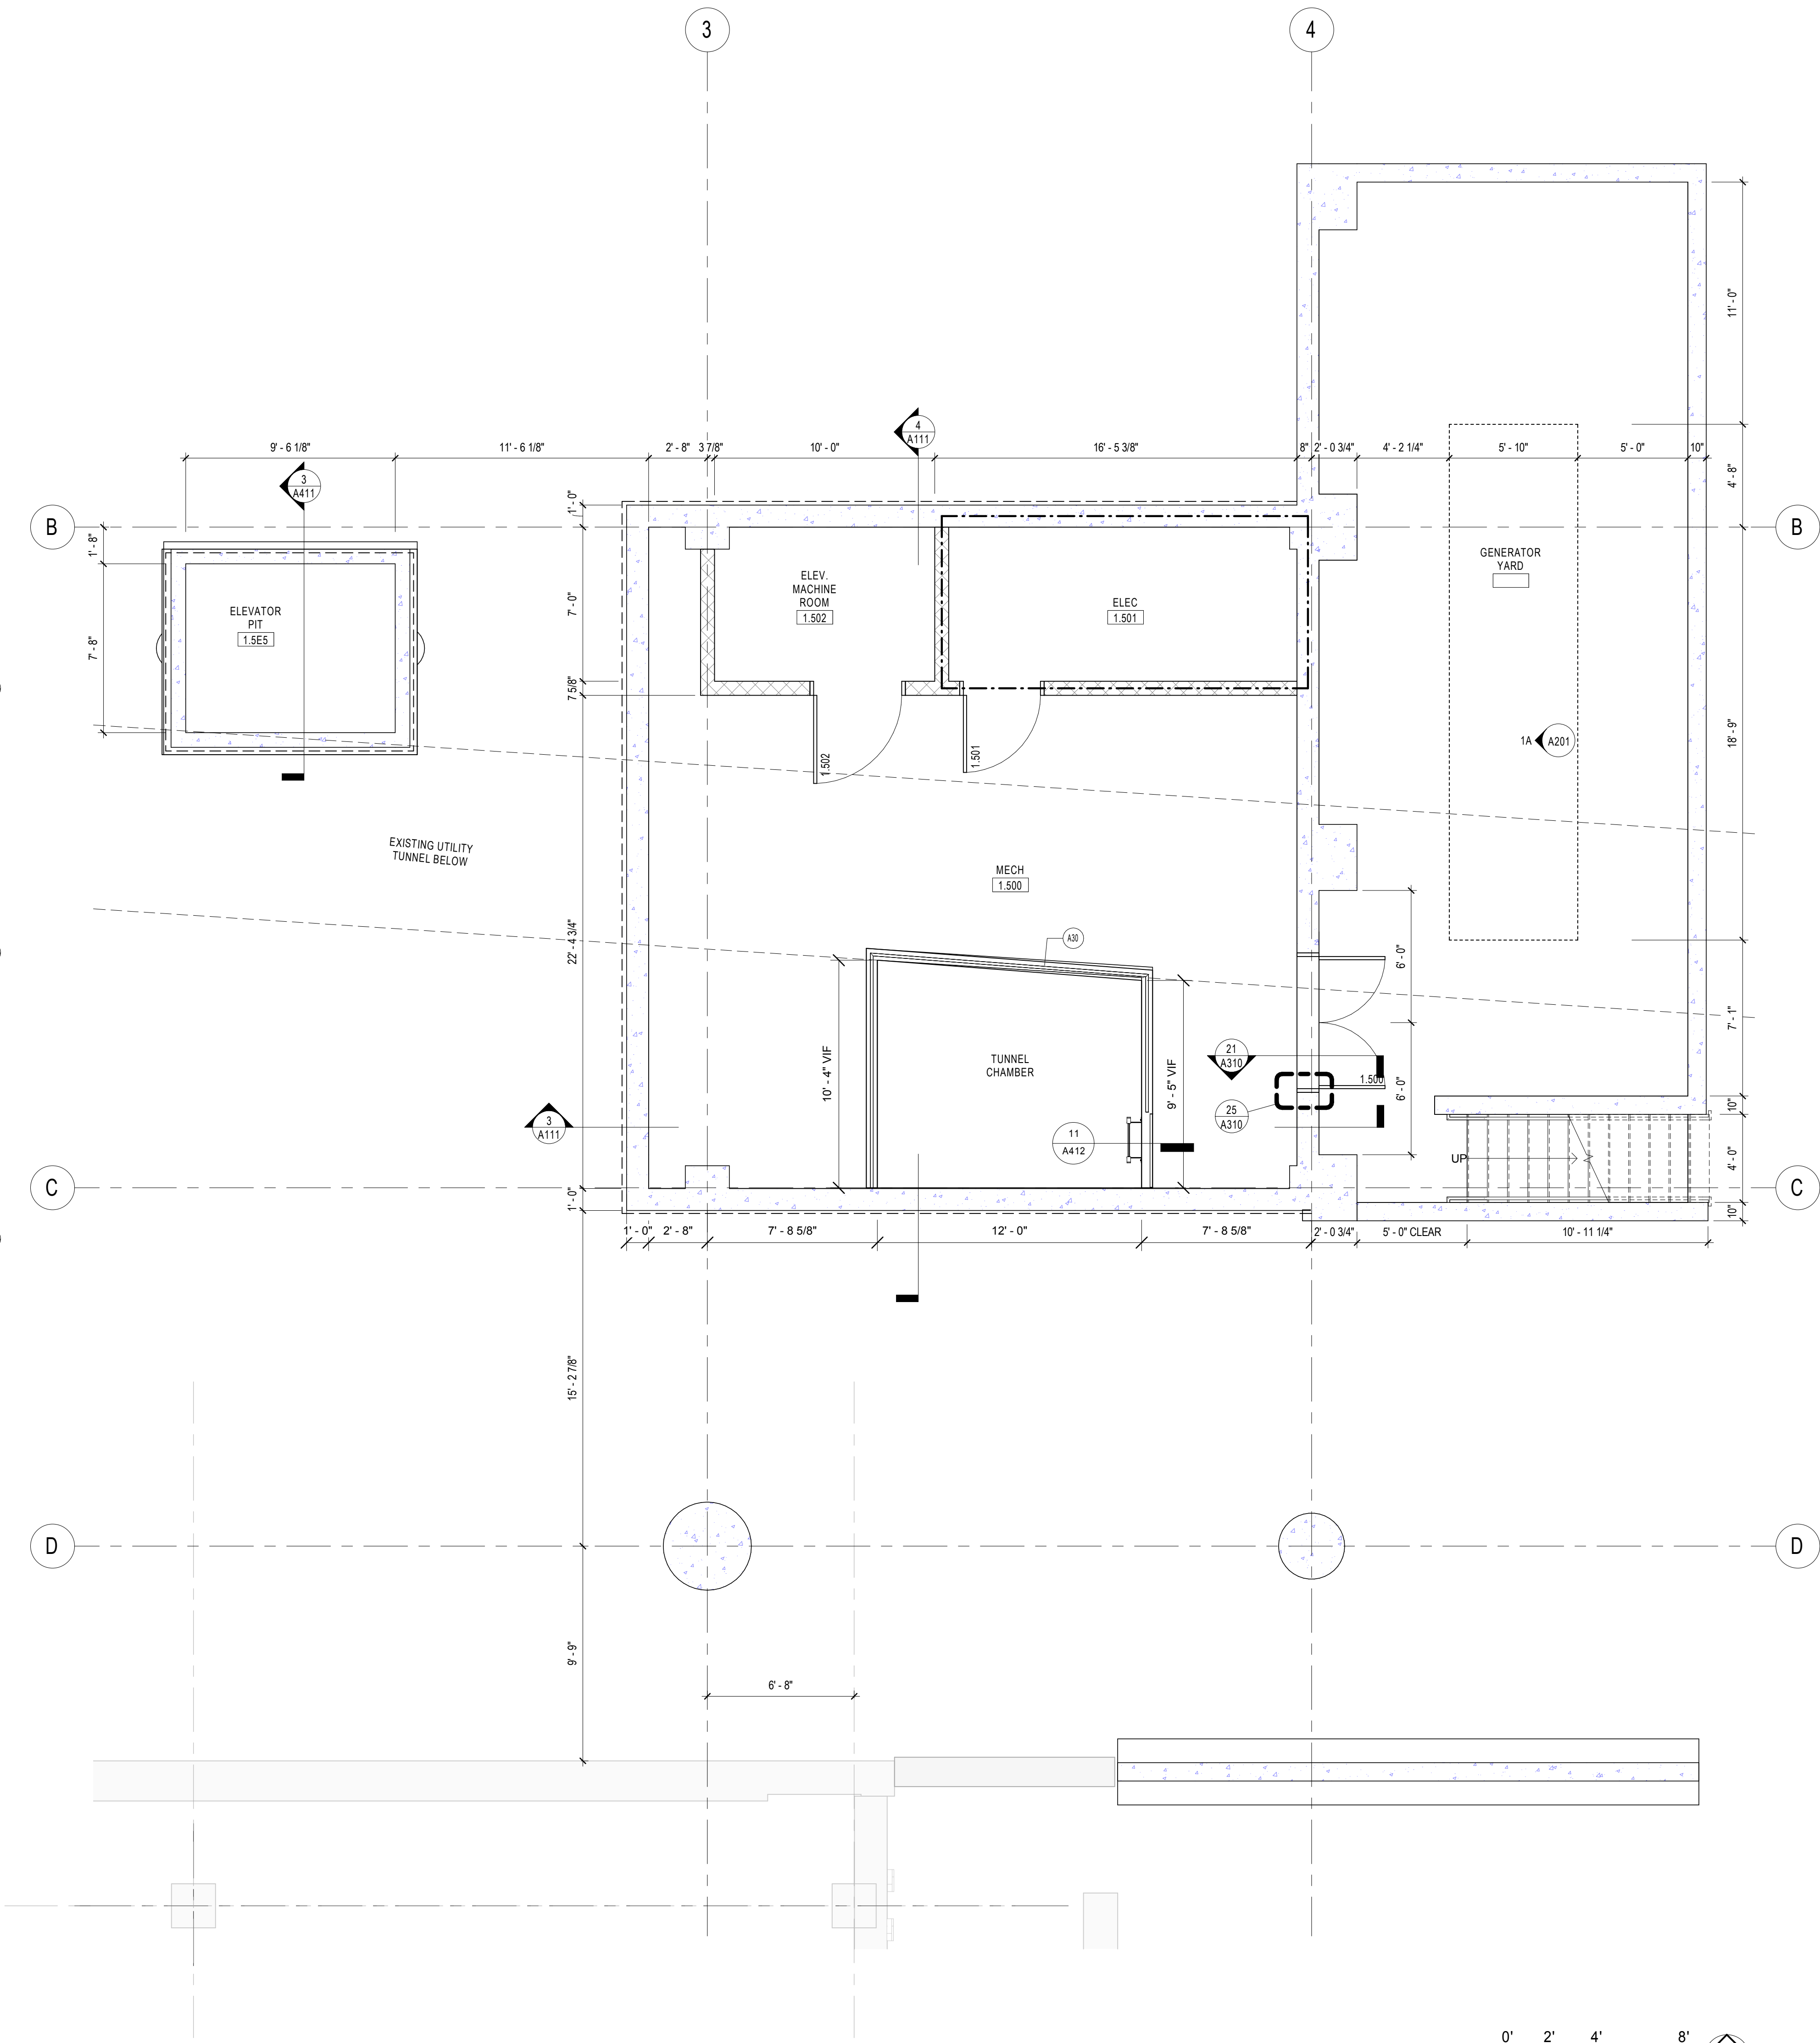 3
4
11' - 0"
9' - 6 1/8"
11' - 6 1/8"
2' - 8"
3 7/8"
10' - 0"
4
A111
16' - 5 3/8"
8"
2' - 0 3/4"
4' - 2 1/4"
5' - 10"
5' - 0"
10"
4' - 8"
3
A411
1' - 0"
B
B
1' - 8"
GENERATOR
YARD
ELEV.
MACHINE
ROOM
1.502
ELEC
1.501
7' - 0"
ELEVATOR
PIT
1.5E5
7' - 8"
7 5/8"
1.502
1.501
1A
A201
18' - 9"
EXISTING UTILITY
TUNNEL BELOW
MECH
1.500
22' - 4 3/4"
A30
6' - 0"
7' - 1"
10' - 4" VIF
TUNNEL
CHAMBER
9' - 5" VIF
21
A310
1.500
6' - 0"
25
A310
10"
3
A111
11
A412
UP
4' - 0"
C
C
1' - 0"
10"
1' - 0"
2' - 8"
7' - 8 5/8"
12' - 0"
7' - 8 5/8"
2' - 0 3/4"
5' - 0" CLEAR
10' - 11 1/4"
15' - 2 7/8"
D
D
9' - 9"
6' - 8"
0'
2'
4'
8'